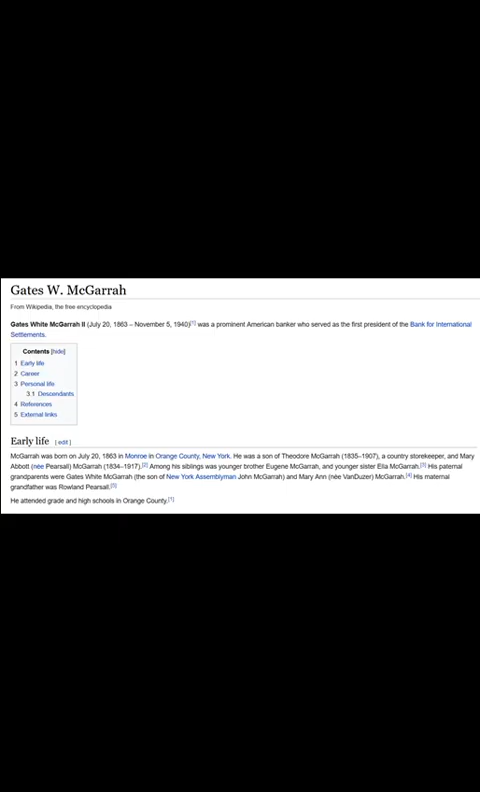 Gates W. McGarrah
From Wikipedia, the free encyclopedia
Gates White McGarrah II (July 20, 1863 – November 5, 1940)[1] was a prominent American banker who served as the first president of the Bank for International
Settlements.
Contents [hide]
1 Early life
2 Career
3 Personal life
3.1 Descendants
4 References
5 External links
Early life [ edit ]
McGarrah was born on July 20, 1863 in Monroe in Orange County, New York. He was a son of Theodore McGarrah (1835–1907), a country storekeeper, and Mary
Abbott (née Pearsall) McGarrah (1834–1917).[2] Among his siblings was younger brother Eugene McGarrah, and younger sister Ella McGarrah.[3] His paternal
grandparents were Gates White McGarrah (the son of New York Assemblyman John McGarrah) and Mary Ann (née VanDuzer) McGarrah.[4] His maternal
grandfather was Rowland Pearsall.[5]
He attended grade and high schools in Orange County.[1]